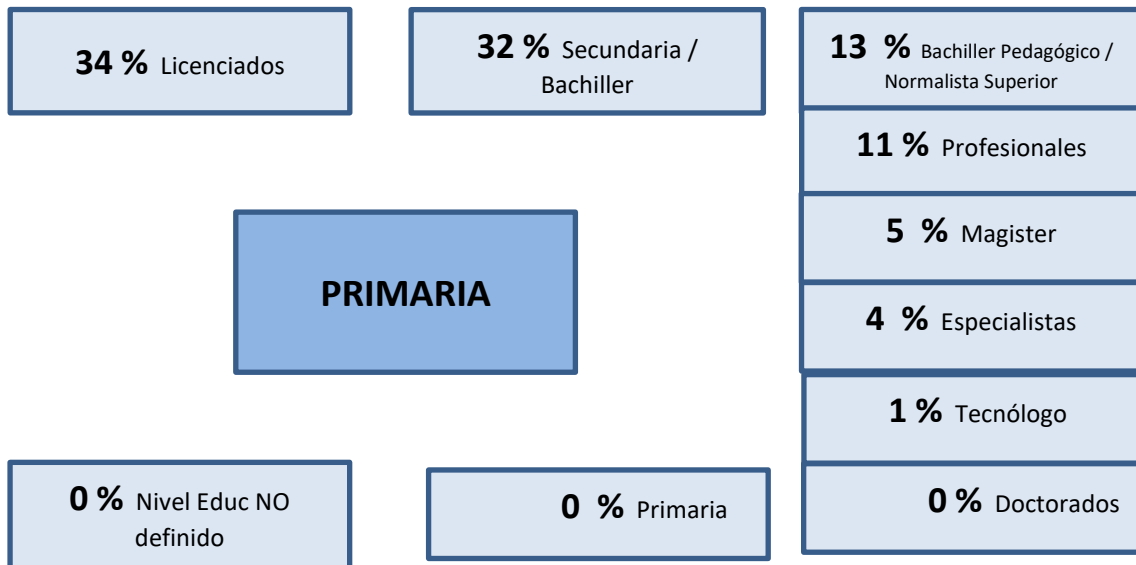 34 % Licenciados
32 % Secundaria /
Bachiller
13 % Bachiller Pedagógico /
Normalista Superior
11 % Profesionales
5 % Magister
PRIMARIA
4 % Especialistas
1 % Tecnólogo
0 % Nivel Educ NO
definido
0 % Primaria
0 % Doctorados